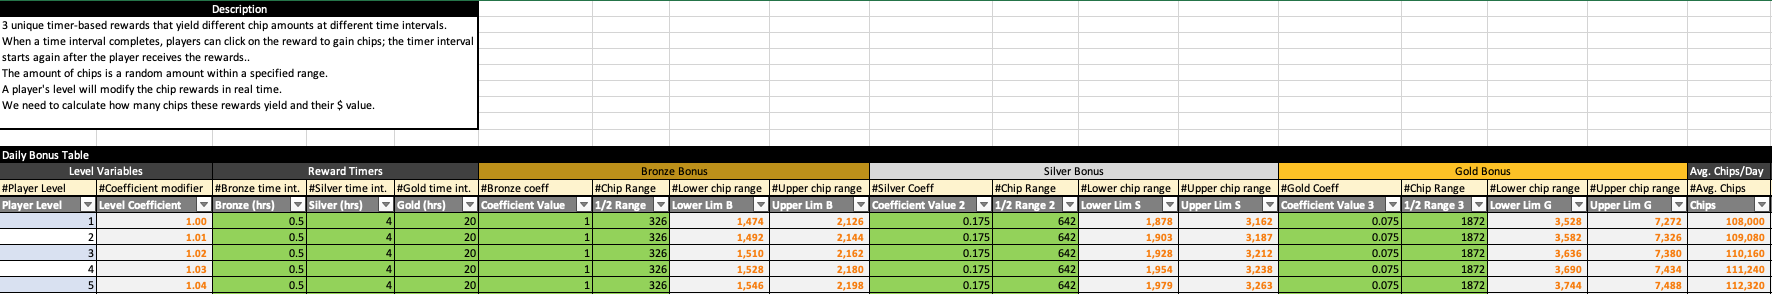 Description
3 unique timer-based rewards that yield different chip amounts at different time intervals.
When a time interval completes, players can click on the reward to gain chips; the timer interval
starts again after the player receives the rewards..
The amount of chips is a random amount within a specified range.
A player's level will modify the chip rewards in real time.
We need to calculate how many chips these rewards yield and their $ value.
Daily Bonus Table
Level Variables Reward Timers Bronze Bonus Silver Bonus Gold Bonus Avg. Chips/Day
#Player Level #Coefficient modifier #Bronze time int. #Silver time int. #Gold time int. #Bronze coeff #Chip Range #Lower chip range #Upper chip range #Silver Coeff #Chip Range #Lower chip range #Upper chip range #Gold Coeff #Chip Range #Lower chip range #Upper chip range #Avg. Chips
Player Level Level Coefficient Bronze (hrs) Silver (hrs) Gold (hrs) Coefficient Value 1/2 Range Lower Lim B Upper Lim B Coefficient Value 2 1/2 Range 2 Lower Lim S Upper Lim S Coefficient Value 3 1/2 Range 3 Lower Lim G Upper Lim G Chips
1 1.00 0.5 4 20 1 326 1,474 2,126 0.175 642 1,878 3,162 0.075 1872 3,528 7,272 108,000
2 1.01 0.5 4 20 1 326 1,492 2,144 0.175 642 1,903 3,187 0.075 1872 3,582 7,326 109,080
3 1.02 0.5 4 20 1 326 1,510 2,162 0.175 642 1,928 3,212 0.075 1872 3,636 7,380 110,160
4 1.03 0.5 4 20 1 326 1,528 2,180 0.175 642 1,954 3,238 0.075 1872 3,690 7,434 111,240
5 1.04 0.5 4 20 1 326 1,546 2,198 0.175 642 1,979 3,263 0.075 1872 3,744 7,488 112,320